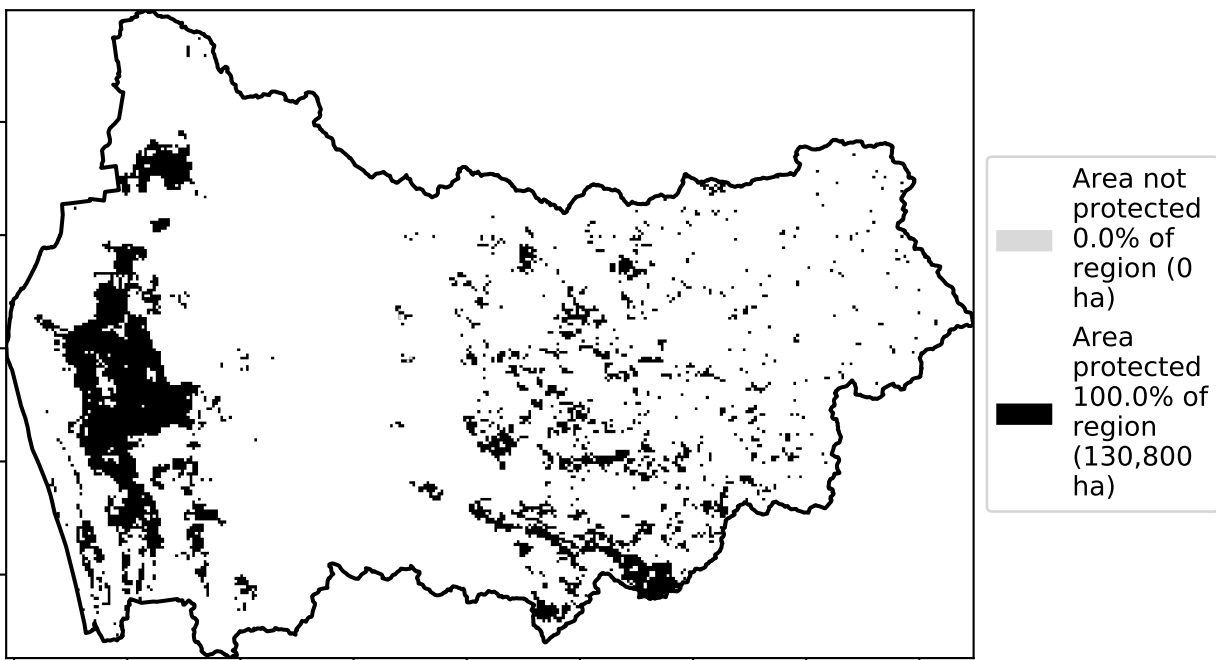 Area not
protected
0.0% of
region (0
ha)
Area
protected
100.0% of
region
(130,800
ha)